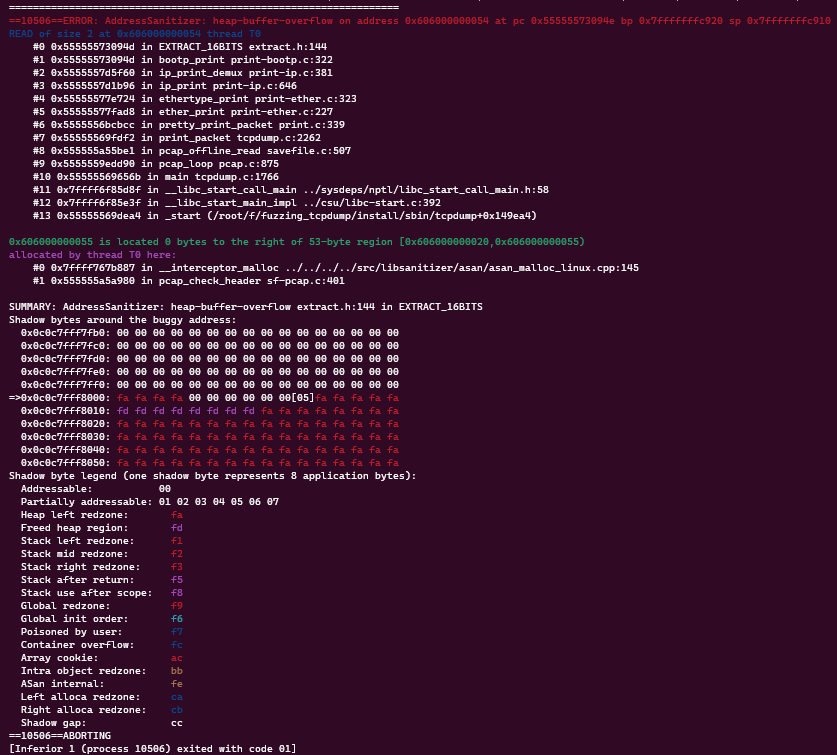 =================================================================
==10506==ERROR: AddressSanitizer: heap-buffer-overflow on address 0x606000000054 at pc 0x55555573094e bp 0x7fffffffc920 sp 0x7fffffffc910
READ of size 2 at 0x606000000054 thread T0
    #0 0x55555573094d in EXTRACT_16BITS extract.h:144
    #1 0x55555573094d in bootp_print print-bootp.c:322
    #2 0x5555557d5f60 in ip_print_demux print-ip.c:381
    #3 0x5555557d1b96 in ip_print print-ip.c:646
    #4 0x55555577e724 in ethertype_print print-ether.c:323
    #5 0x55555577fad8 in ether_print print-ether.c:227
    #6 0x5555556bcbcc in pretty_print_packet print.c:339
    #7 0x55555569fdf2 in print_packet tcpdump.c:2262
    #8 0x555555a55be1 in pcap_offline_read savefile.c:507
    #9 0x5555559edd90 in pcap_loop pcap.c:875
    #10 0x55555569656b in main tcpdump.c:1766
    #11 0x7ffff6f85d8f in __libc_start_call_main ../sysdeps/nptl/libc_start_call_main.h:58
    #12 0x7ffff6f85e3f in __libc_start_main_impl ../csu/libc-start.c:392
    #13 0x55555569dea4 in _start (/root/f/fuzzing_tcpdump/install/sbin/tcpdump+0x149ea4)

0x606000000055 is located 0 bytes to the right of 53-byte region [0x606000000020,0x606000000055)
allocated by thread T0 here:
    #0 0x7ffff767b887 in __interceptor_malloc ../../../../src/libsanitizer/asan/asan_malloc_linux.cpp:145
    #1 0x555555a5a980 in pcap_check_header sf-pcap.c:401

SUMMARY: AddressSanitizer: heap-buffer-overflow extract.h:144 in EXTRACT_16BITS
Shadow bytes around the buggy address:
  0x0c0c7fff7fb0: 00 00 00 00 00 00 00 00 00 00 00 00 00 00 00 00
  0x0c0c7fff7fc0: 00 00 00 00 00 00 00 00 00 00 00 00 00 00 00 00
  0x0c0c7fff7fd0: 00 00 00 00 00 00 00 00 00 00 00 00 00 00 00 00
  0x0c0c7fff7fe0: 00 00 00 00 00 00 00 00 00 00 00 00 00 00 00 00
  0x0c0c7fff7ff0: 00 00 00 00 00 00 00 00 00 00 00 00 00 00 00 00
=>0x0c0c7fff8000: fa fa fa fa 00 00 00 00 00 00[05]fa fa fa fa fa
  0x0c0c7fff8010: fd fd fd fd fd fd fd fd fa fa fa fa fa fa fa fa
  0x0c0c7fff8020: fa fa fa fa fa fa fa fa fa fa fa fa fa fa fa fa
  0x0c0c7fff8030: fa fa fa fa fa fa fa fa fa fa fa fa fa fa fa fa
  0x0c0c7fff8040: fa fa fa fa fa fa fa fa fa fa fa fa fa fa fa fa
  0x0c0c7fff8050: fa fa fa fa fa fa fa fa fa fa fa fa fa fa fa fa
Shadow byte legend (one shadow byte represents 8 application bytes):
  Addressable:           00
  Partially addressable: 01 02 03 04 05 06 07
  Heap left redzone:       fa
  Freed heap region:       fd
  Stack left redzone:      f1
  Stack mid redzone:       f2
  Stack right redzone:     f3
  Stack after return:      f5
  Stack use after scope:   f8
  Global redzone:          f9
  Global init order:       f6
  Poisoned by user:        f7
  Container overflow:      fc
  Array cookie:            ac
  Intra object redzone:    bb
  ASan internal:           fe
  Left alloca redzone:     ca
  Right alloca redzone:    cb
  Shadow gap:              cc
==10506==ABORTING
[Inferior 1 (process 10506) exited with code 01]